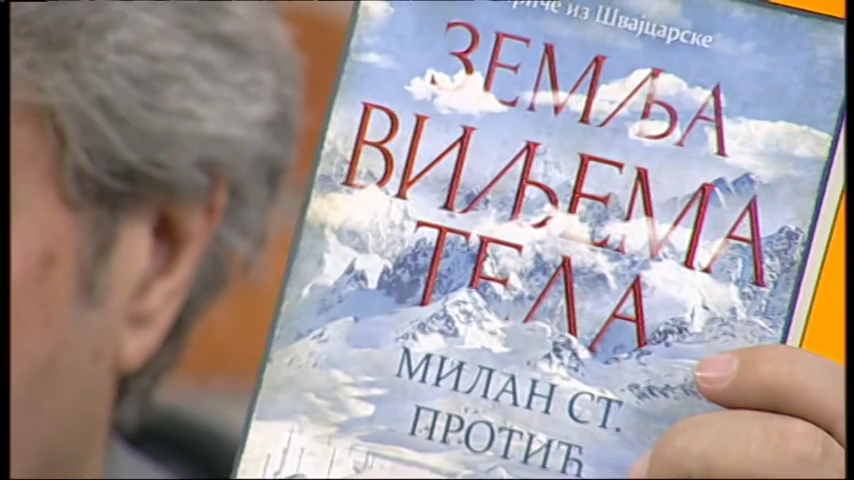 риче из Швајцарске
ЗЕМЉА
ВИЉЕМА
ТЕЛА
МИЛАН СТ.
ПРОТИЋ